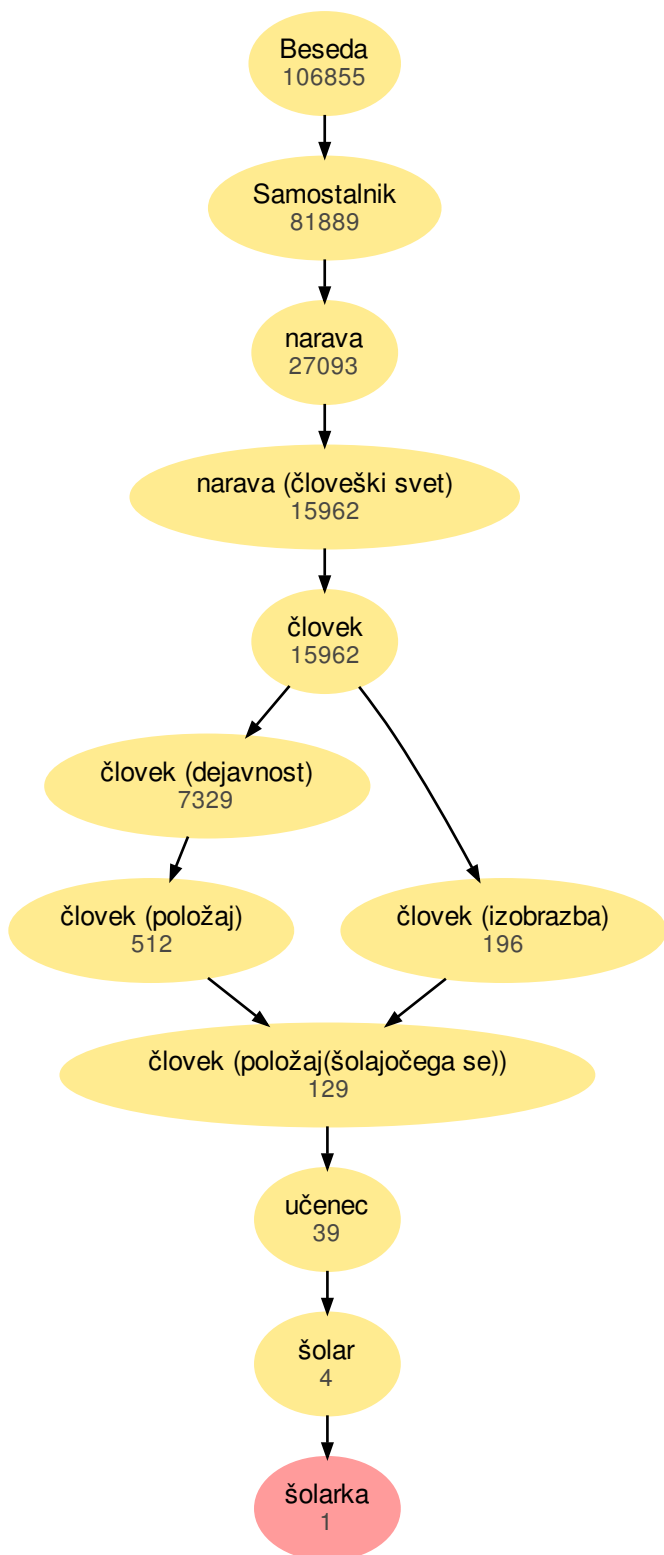 Beseda
106855
Samostalnik
81889
narava
27093
narava (človeški svet)
15962
človek
15962
človek (dejavnost)
7329
človek (položaj)
512
človek (izobrazba)
196
človek (položaj(šolajočega se))
129
učenec
39
šolar
4
šolarka
1